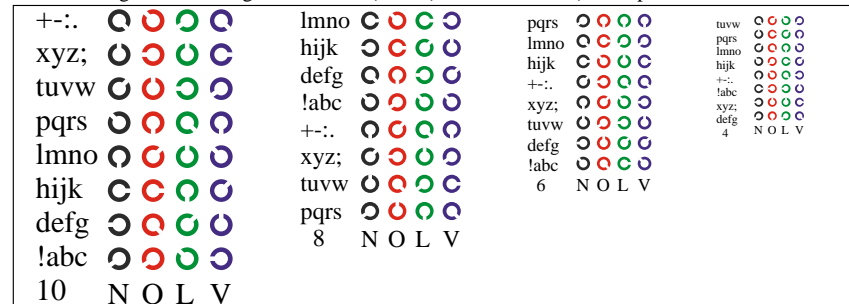 +-:.
xyz;
tuvw
pqrs
lmno
hijk
defg
!abc
10 N O L V
lmno
hijk
defg
!abc
+-:.
xyz;
tuvw
pqrs
8 N O L V
pqrs
lmno
hijk
+-:.
xyz;
tuvw
defg
!abc
6 N O L V
tuvw
pqrs
lmno
hijk
+-:.
!abc
xyz;
defg
4 N O L V